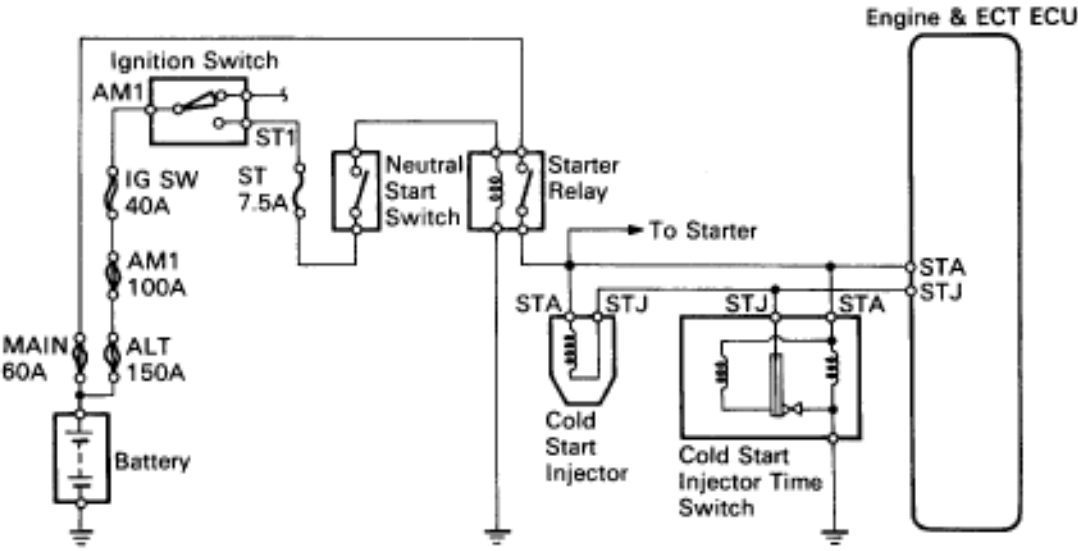 Engine & ECT ECU
Ignition Switch
AM1
ST1
IG SW
40A
ST
7.5A
Neutral
Start
Switch
Starter
Relay
To Starter
AM1
100A
STA
STJ
STA
STJ
STJ
STA
MAIN
60A
ALT
150A
Battery
Cold
Start
Injector
Cold Start
Injector Time
Switch